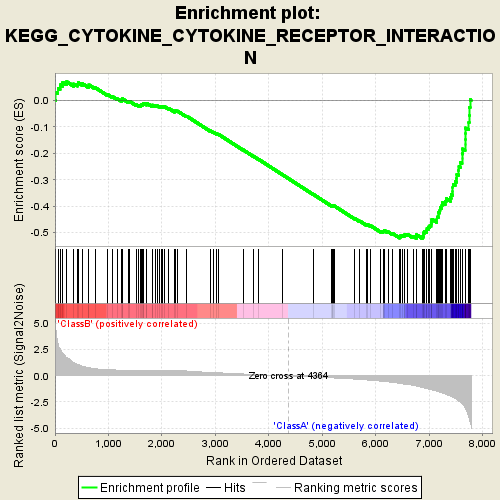 Enrichment plot:
KEGG_CYTOKINE_CYTOKINE_RECEPTOR_INTERACTIO
N
Enrichment score (ES)
0.0
-0.1
-0.2
-0.3
-0.4
-0.5
'ClassB' (positively correlated)
Ranked list metric (Signal2Noise)
5.0
2.5
0.0
-2.5
-5.0
Zero cross at 4364
'ClassA' (negatively correlated)
0
1,000
2,000
3,000
4,000
5,000
6,000
7,000
8,000
Rank in Ordered Dataset
Enrichment profile
Hits
Ranking metric scores